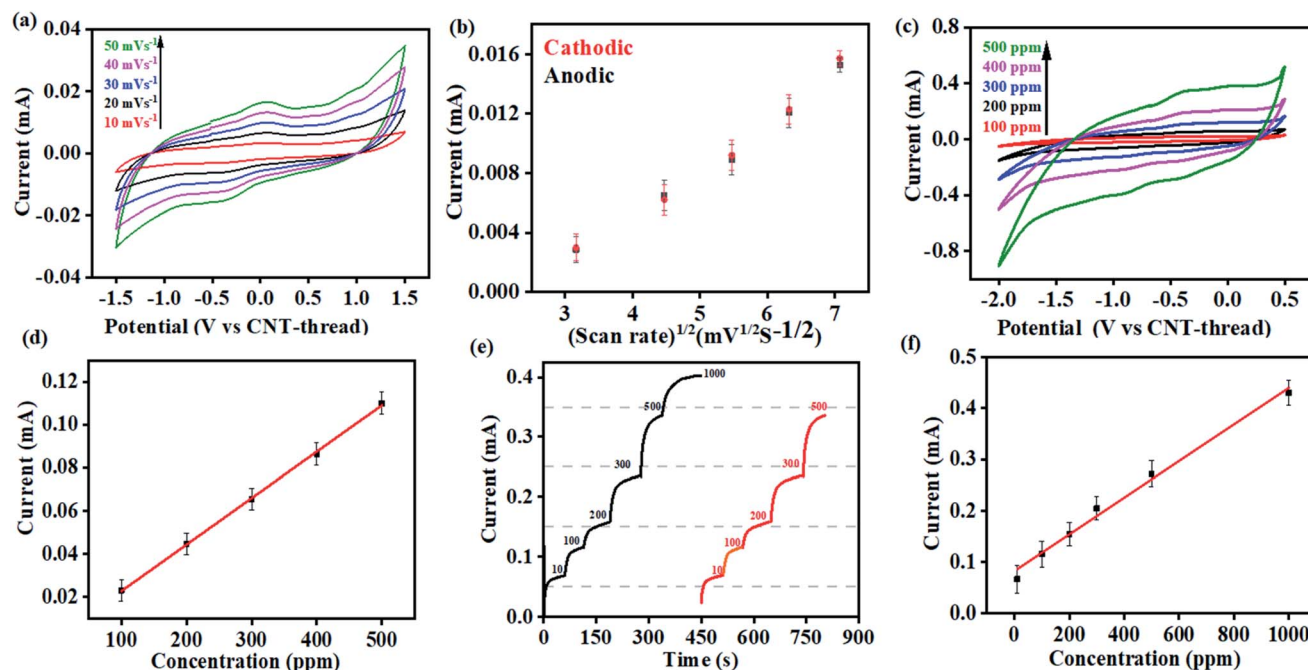 (a)
50 mVs-1
40 mVs-1
30 mVs-1
20 mVs-1
10 mVs-1
0.04
0.02
0.00
-0.02
-0.04
Current (mA)
-1.5 -1.0 -0.5 0.0 0.5 1.0 1.5
Potential (V vs CNT-thread)
(b)
Cathodic
Anodic
0.016
0.012
0.008
0.004
0.000
Current (mA)
3 4 5 6 7
(Scan rate)1/2(mV1/2S-1/2)
(c)
500 ppm
400 ppm
300 ppm
200 ppm
100 ppm
0.8
0.4
0.0
-0.4
-0.8
Current (mA)
-2.0 -1.5 -1.0 -0.5 0.0 0.5
Potential (V vs CNT-thread)
(d)
0.12
0.10
0.08
0.06
0.04
0.02
Current (mA)
100 200 300 400 500
Concentration (ppm)
(e)
0.4
0.3
0.2
0.1
0.0
Current (mA)
10
100
200
300
500
1000
10
100
200
300
500
0 150 300 450 600 750 900
Time (s)
(f)
0.5
0.4
0.3
0.2
0.1
0.0
Current (mA)
0 200 400 600 800 1000
Concentration (ppm)